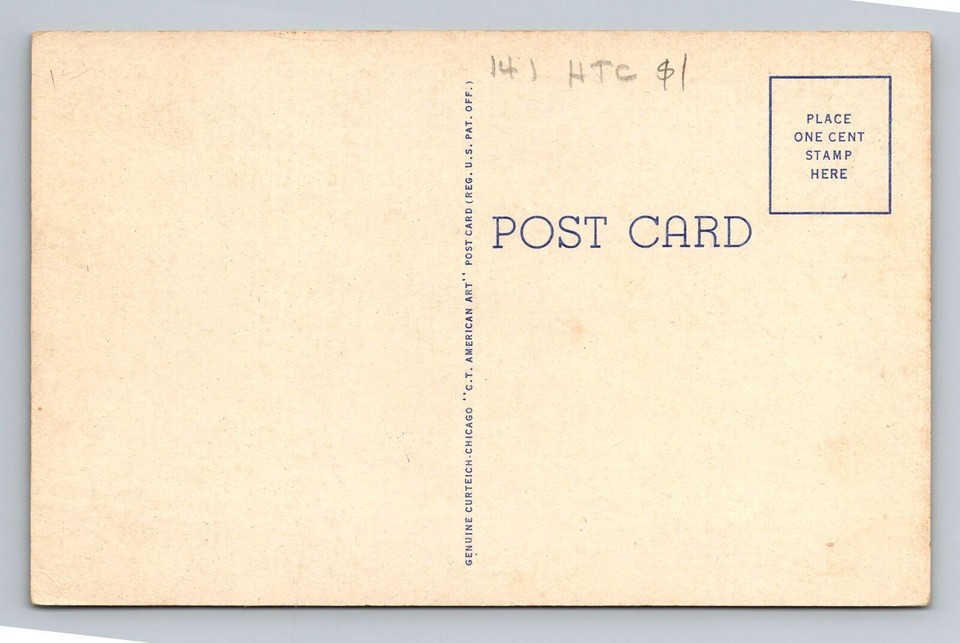 123
141 HTC $1
PLACE
ONE CENT
STAMP
HERE
POST CARD
GENUINE CURTEICH-CHICAGO "C.T. AMERICAN ART" POST CARD (REG. U.S. PAT. OFF.)